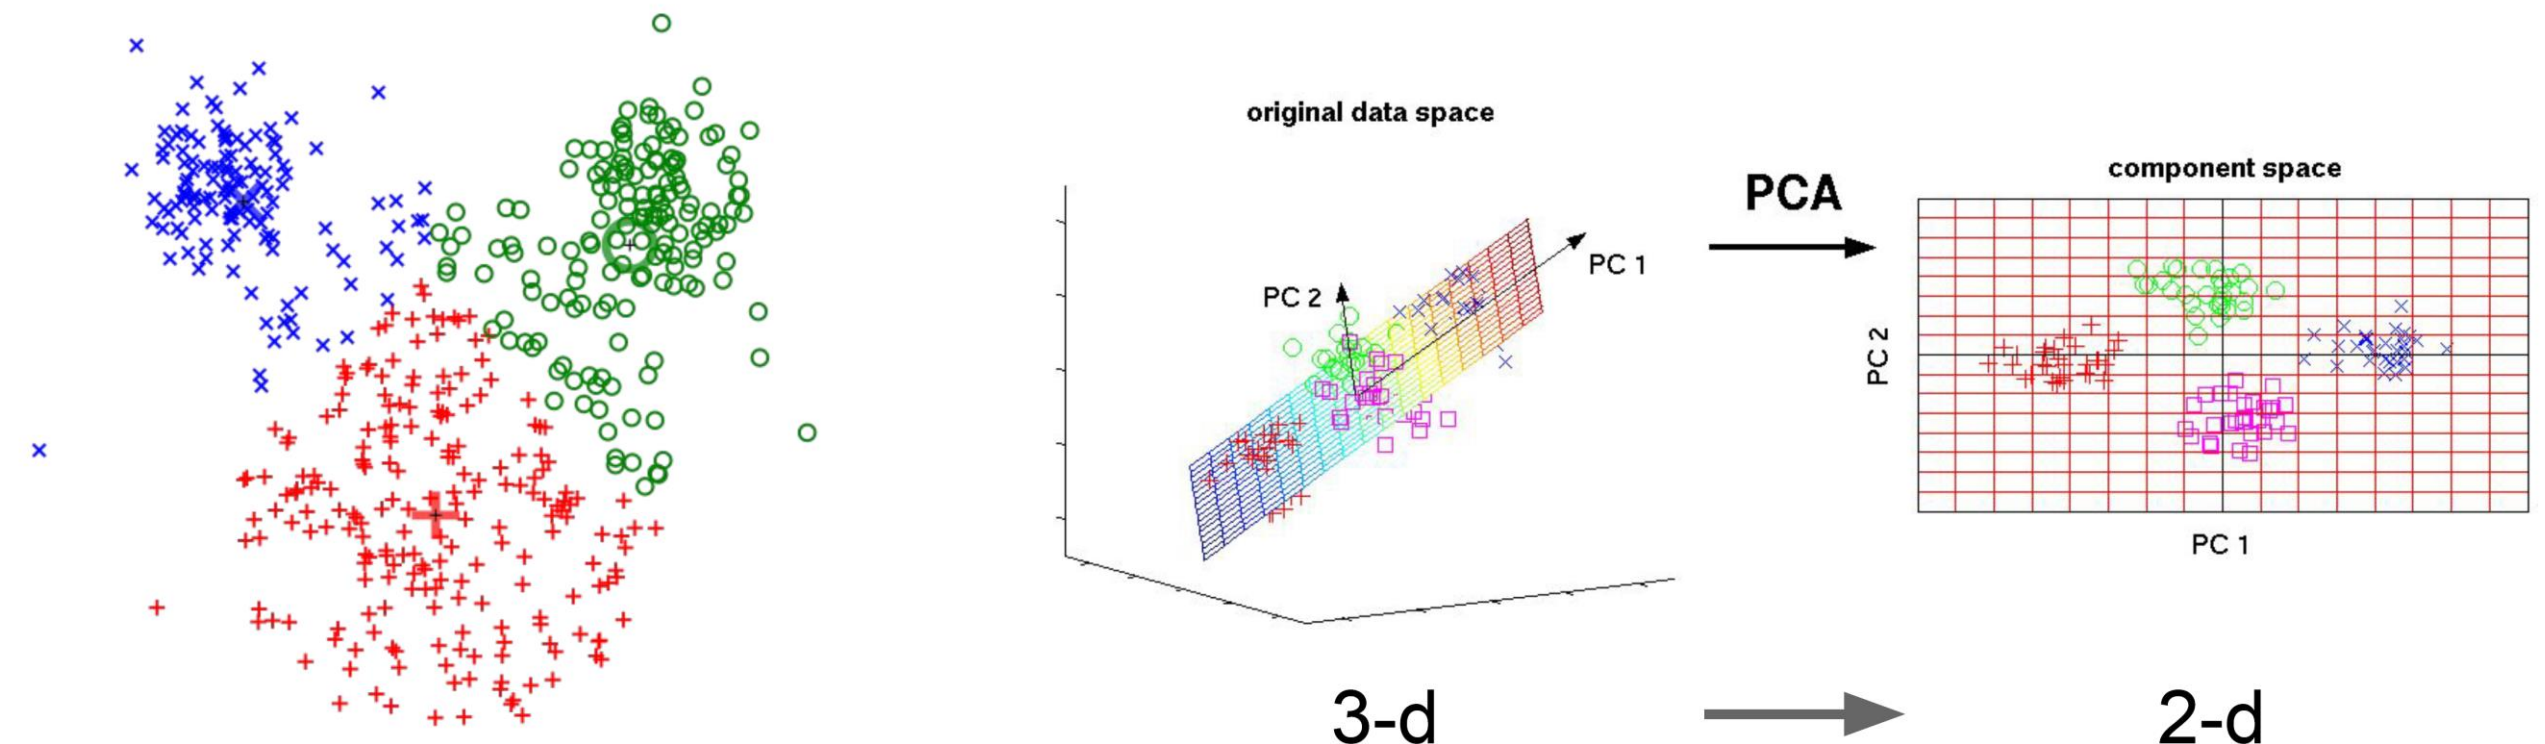 original data space
PC 1
PC 2
PCA
component space
PC 2
PC 1
3-d
2-d